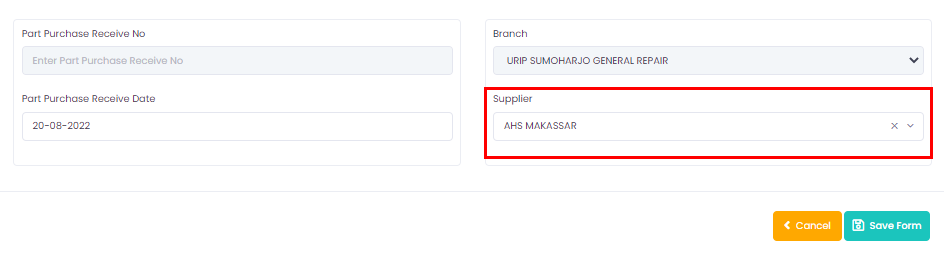 Part Purchase Receive No
Enter Part Purchase Receive No
Part Purchase Receive Date
20-08-2022
Branch
URIP SUMOHARJO GENERAL REPAIR
Supplier
AHS MAKASSAR
Cancel
Save Form